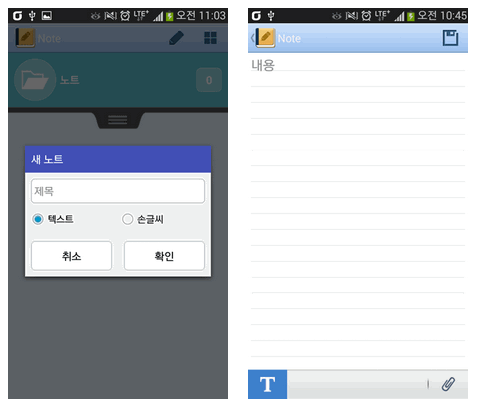 LTE+ 오전 11:03
Note
노트
0
새 노트
제목
텍스트
손글씨
취소
확인
LTE+ 오전 10:45
Note
내용
T